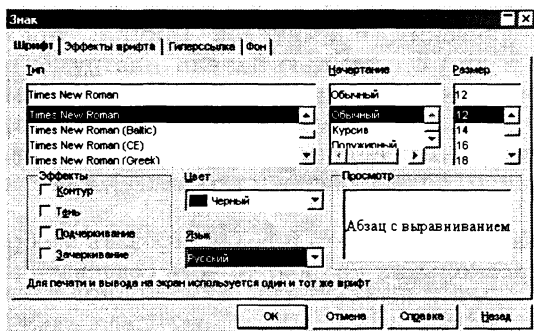 Знак
Шрифт Эффекты шрифта Гиперссылка Фон
Тип Начертание Размер
Times New Roman Обычный 12
Times New Roman Обычный 12
Times New Roman (Baltic) Курсив 14
Times New Roman (CE) Полужирный 16
Times New Roman (Greek) 18
Эффекты Цвет Просмотр
Контур Черный
Тень
Абзац с выравниванием
Подчеркивание Язык
Зачеркивание Русский
Для печати и вывода на экран используется один и тот же шрифт
OK Отмена Справка Назад